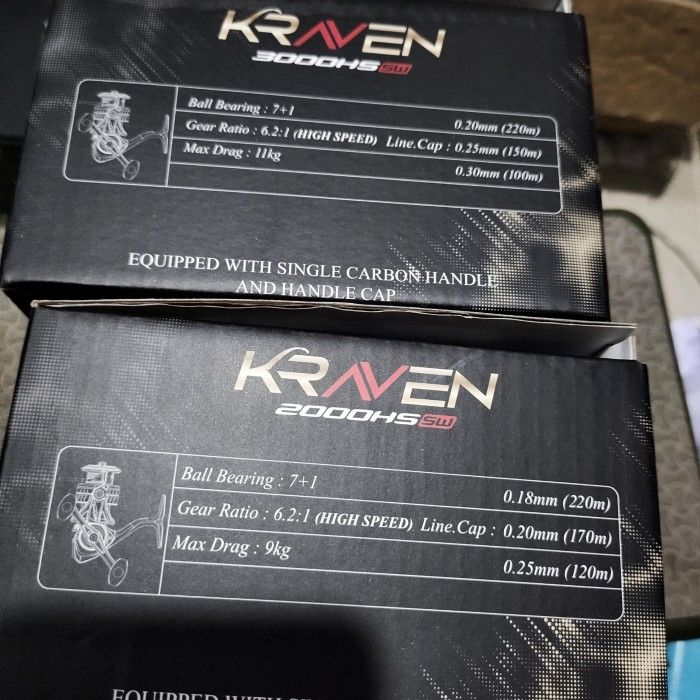 KRAVEN
3000HS SW
Ball Bearing : 7+1
0.20mm (220m)
Gear Ratio : 6.2:1 (HIGH SPEED) Line.Cap : 0.25mm (150m)
Max Drag : 11kg
0.30mm (100m)
EQUIPPED WITH SINGLE CARBON HANDLE
AND HANDLE CAP
KRAVEN
2000HS SW
Ball Bearing : 7+1
0.18mm (220m)
Gear Ratio : 6.2:1 (HIGH SPEED) Line.Cap : 0.20mm (170m)
Max Drag : 9kg
0.25mm (120m)
EQUIPPED WITH